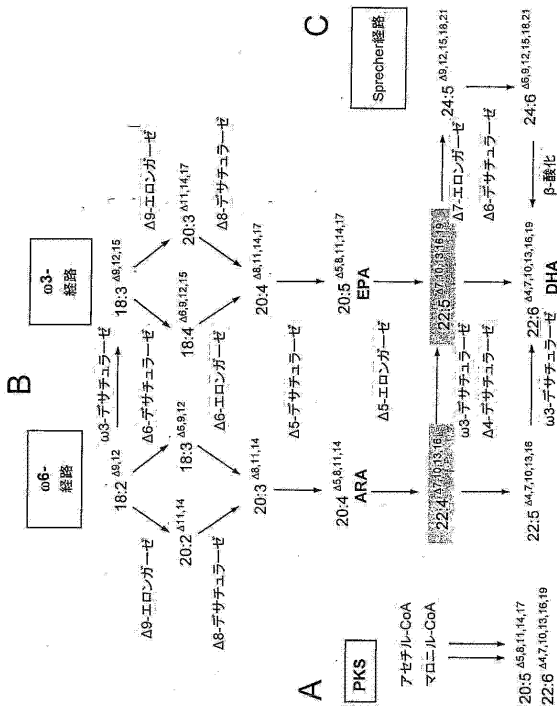 A
PKS
アセチル-CoA
マロニル-CoA
20:5 Δ5,8,11,14,17
22:6 Δ4,7,10,13,16,19
B
ω6-
経路
ω3-
経路
18:2 Δ9,12
ω3-デサチュラーゼ
18:3 Δ9,12,15
Δ9-エロンガーゼ
Δ6-デサチュラーゼ
Δ9-エロンガーゼ
20:2 Δ11,14
18:3 Δ6,9,12
18:4 Δ6,9,12,15
20:3 Δ11,14,17
Δ8-デサチュラーゼ
Δ6-エロンガーゼ
Δ8-デサチュラーゼ
20:3 Δ8,11,14
20:4 Δ8,11,14,17
Δ5-デサチュラーゼ
20:4 Δ5,8,11,14
ARA
20:5 Δ5,8,11,14,17
EPA
Δ5-エロンガーゼ
22:4 Δ7,10,13,16
22:5 Δ7,10,13,16,19
ω3-デサチュラーゼ
Δ4-デサチュラーゼ
22:5 Δ4,7,10,13,16
ω3-デサチュラーゼ
22:6 Δ4,7,10,13,16,19
DHA
C
Sprecher経路
Δ7-エロンガーゼ
24:5 Δ9,12,15,18,21
Δ6-デサチュラーゼ
24:6 Δ6,9,12,15,18,21
β-酸化